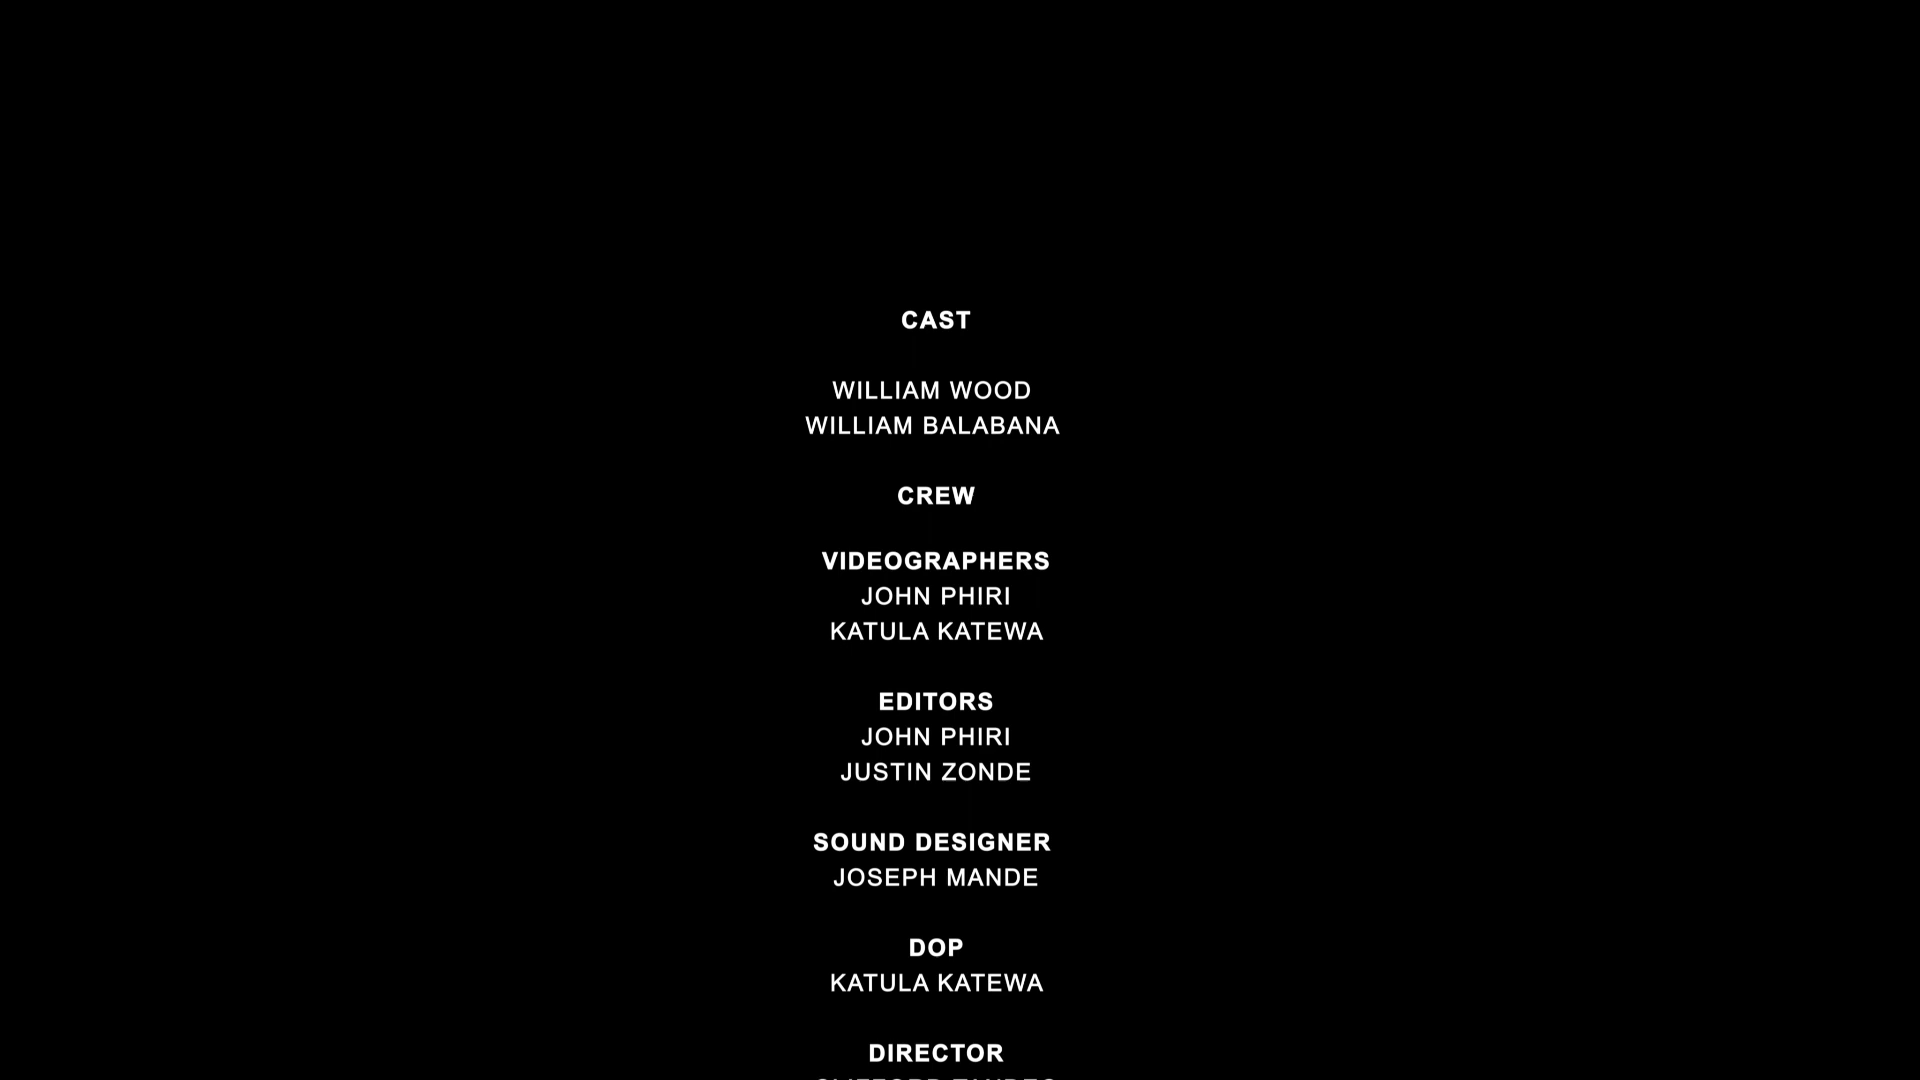 CAST
WILLIAM WOOD
WILLIAM BALABANA
CREW
VIDEOGRAPHERS
JOHN PHIRI
KATULA KATEWA
EDITORS
JOHN PHIRI
JUSTIN ZONDE
SOUND DESIGNER
JOSEPH MANDE
DOP
KATULA KATEWA
DIRECTOR